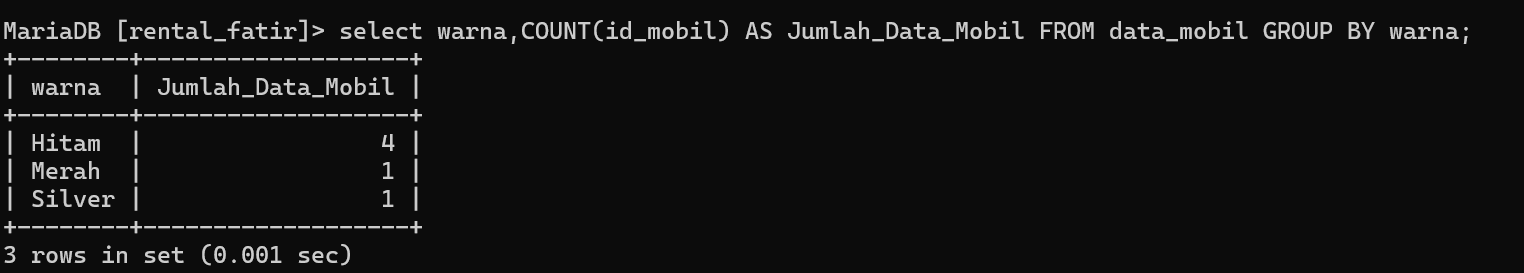 MariaDB [rental_fatir]> select warna,COUNT(id_mobil) AS Jumlah_Data_Mobil FROM data_mobil GROUP BY warna;
+--------+-------------------+
| warna  | Jumlah_Data_Mobil |
+--------+-------------------+
| Hitam  |                 4 |
| Merah  |                 1 |
| Silver |                 1 |
+--------+-------------------+
3 rows in set (0.001 sec)